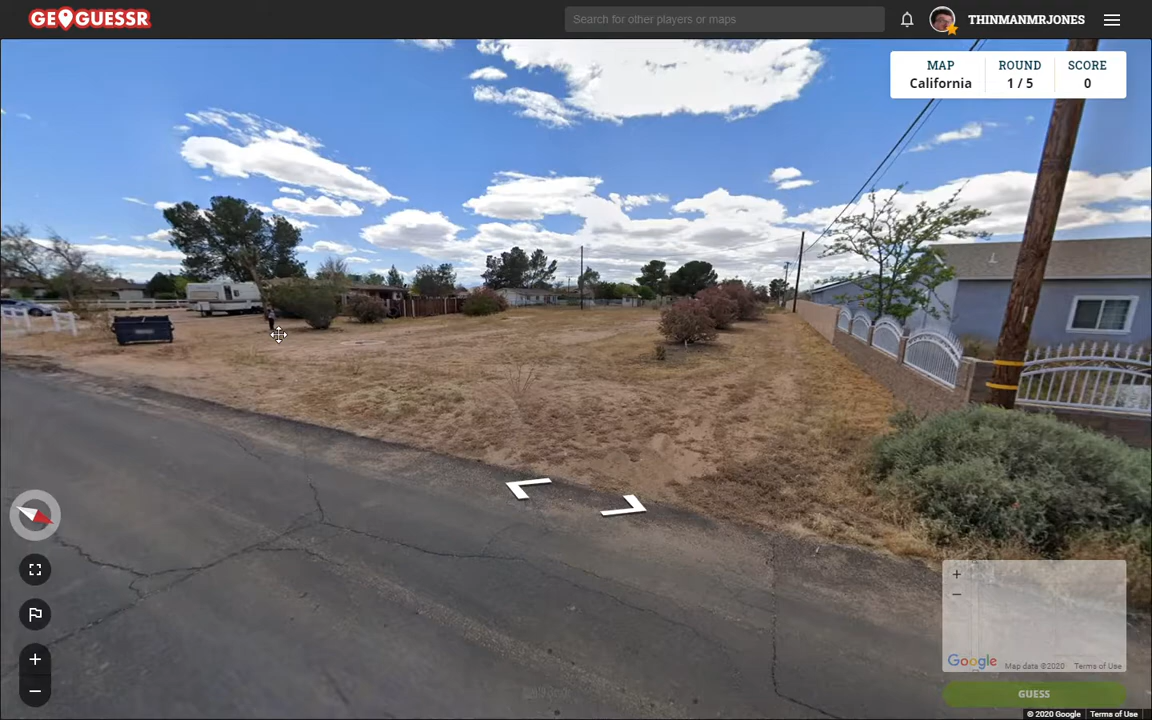 GEOGUESSR
Search for other players or maps
THINMANMRJONES
MAP ROUND SCORE
California 1 / 5 0
+
−
+
−
Google Map data ©2020 Terms of Use
GUESS
© 2020 Google Terms of Use